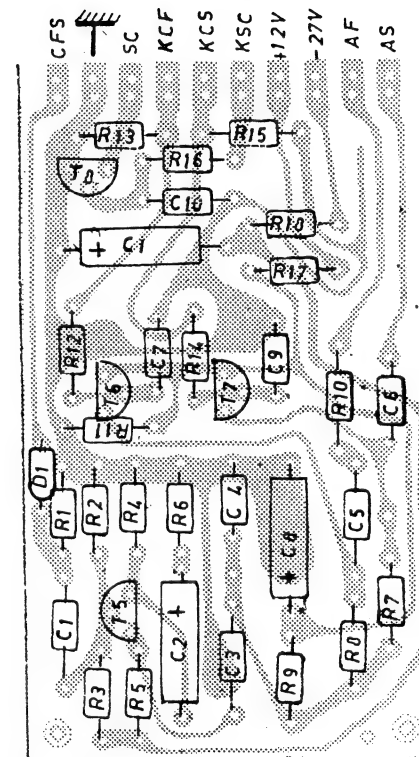 CFS
SC
KCF
KCS
KSC
+12V
-27V
AF
AS
R13
R15
R16
T8
C10
+ C1
R18
R17
R12
C7
R14
C9
T6
T7
R10
C6
R11
D1
R1
R2
R4
R6
C4
+ C8
C5
C1
T5
C2 +
C3
R7
R3
R5
R9
R8